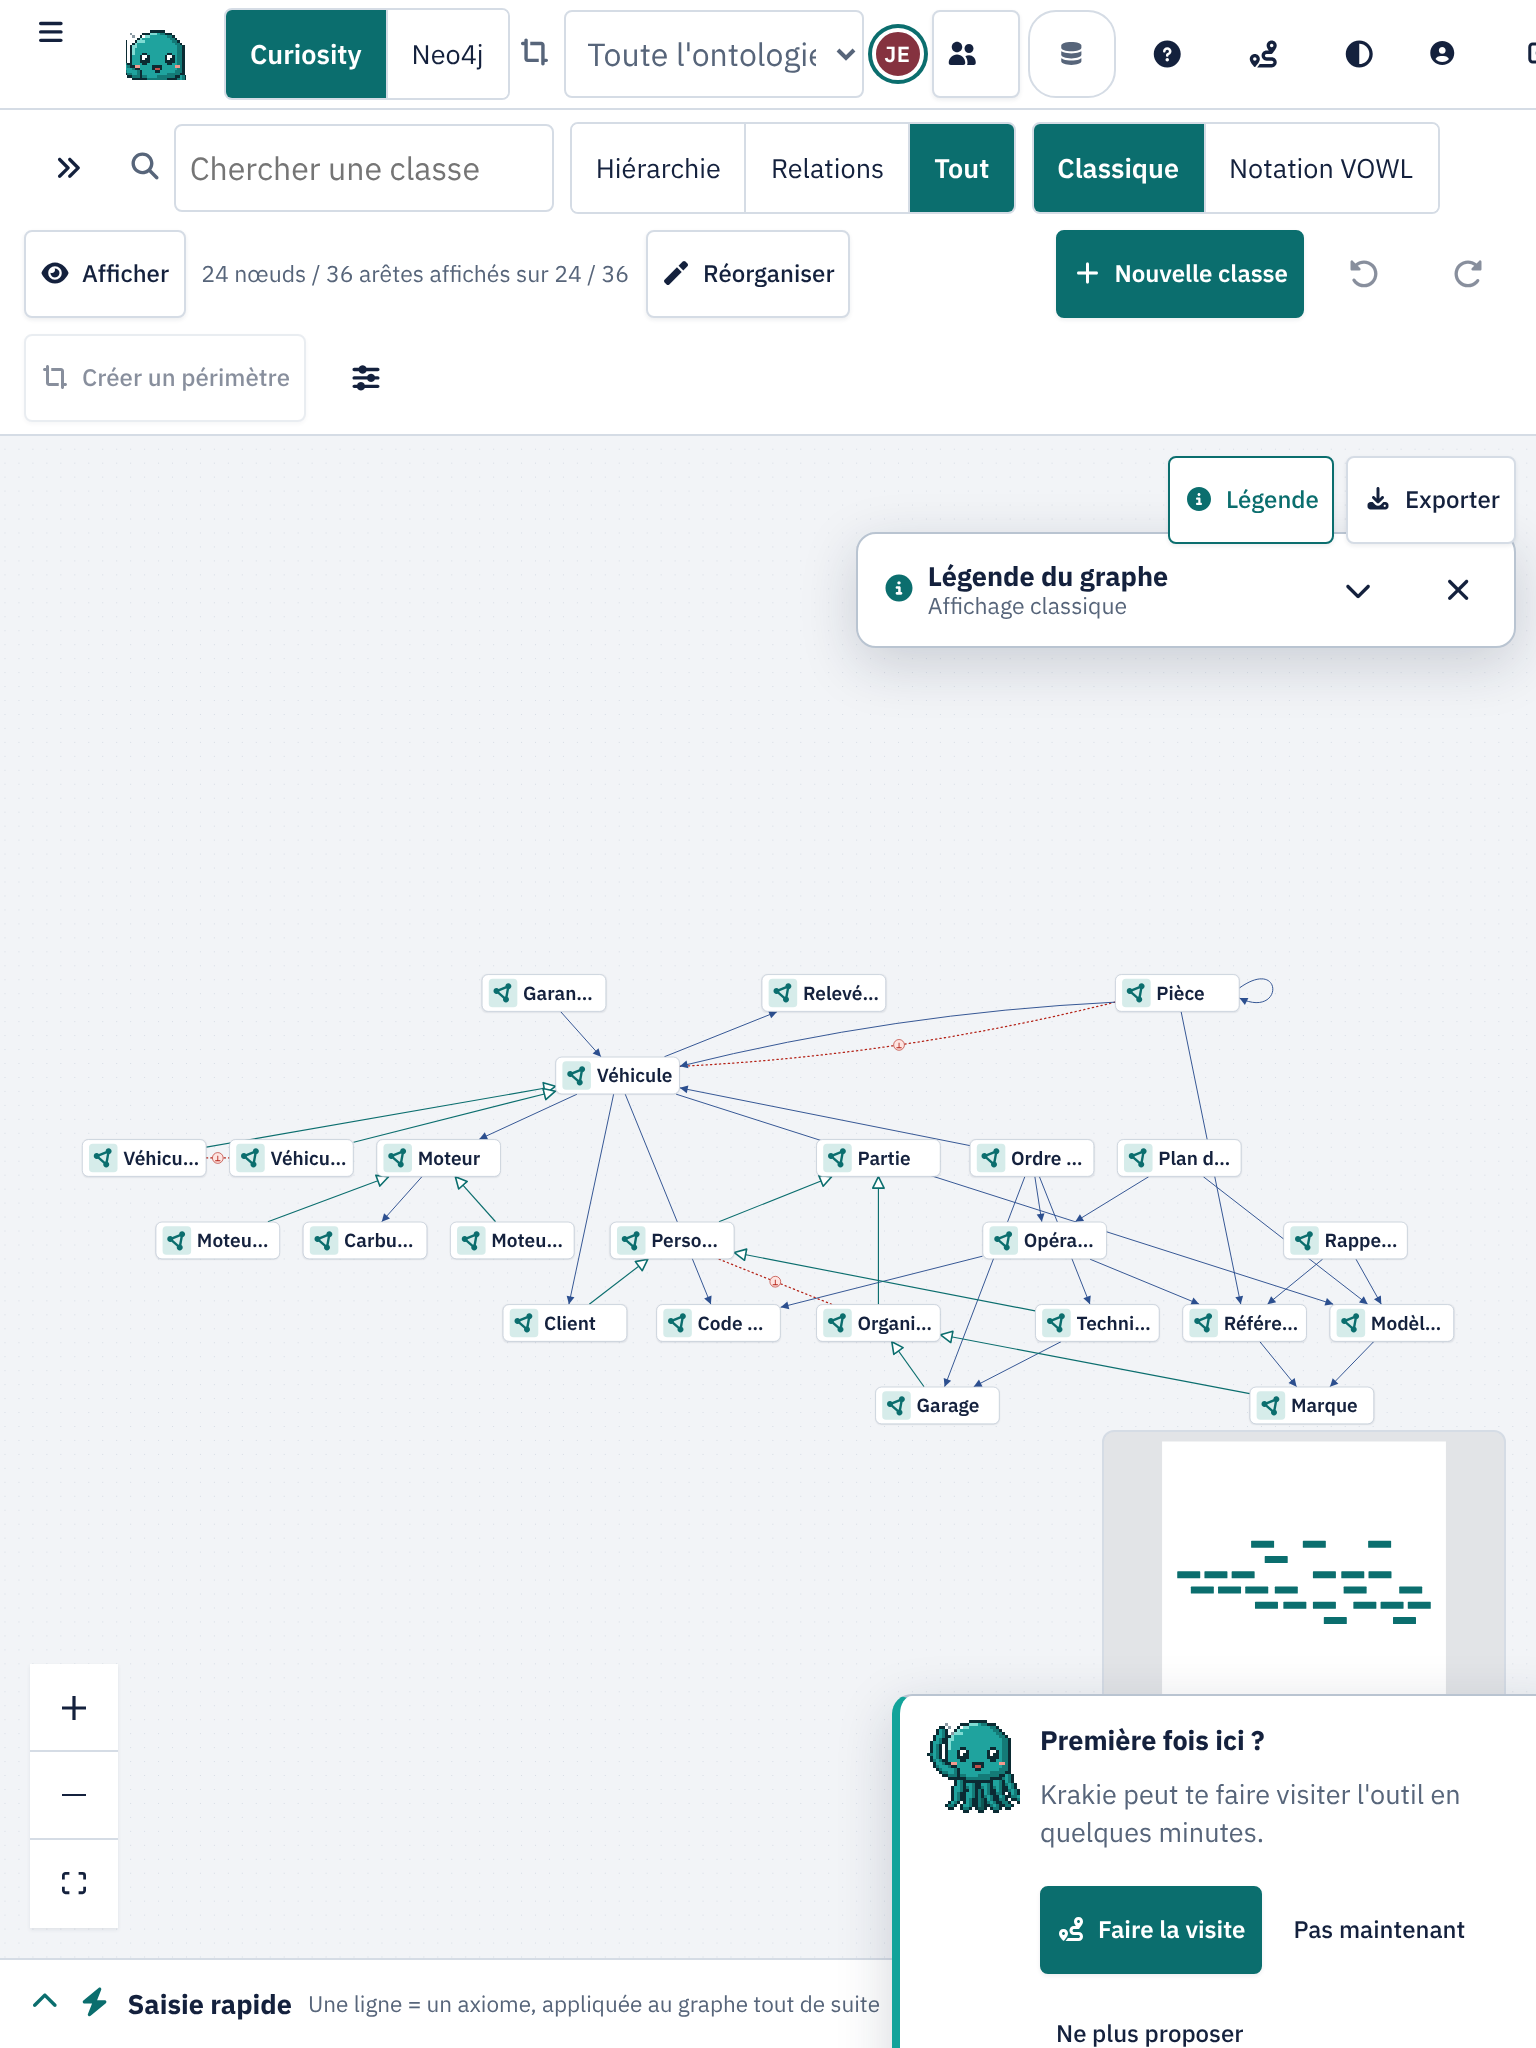 Curiosity
Neo4j
Toute l'ontologie
JE
Chercher une classe
Hiérarchie
Relations
Tout
Classique
Notation VOWL
Afficher
24 nœuds / 36 arêtes affichés sur 24 / 36
Réorganiser
Nouvelle classe
Créer un périmètre
Légende
Exporter
Légende du graphe
Affichage classique
Garan...
Relevé...
Pièce
Véhicule
Véhicu...
Véhicu...
Moteur
Partie
Ordre ...
Plan d...
Moteu...
Carbu...
Moteu...
Perso...
Opéra...
Rappe...
Client
Code ...
Organi...
Techni...
Référe...
Modèl...
Garage
Marque
Première fois ici ?
Krakie peut te faire visiter l'outil en
quelques minutes.
Faire la visite
Pas maintenant
Ne plus proposer
Saisie rapide
Une ligne = un axiome, appliquée au graphe tout de suite